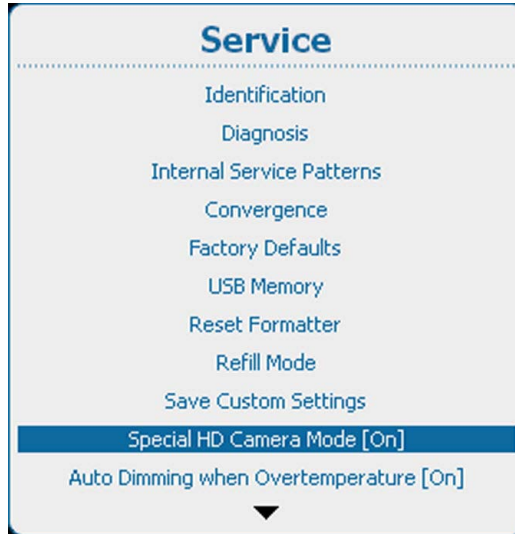 Service
Identification
Diagnosis
Internal Service Patterns
Convergence
Factory Defaults
USB Memory
Reset Formatter
Refill Mode
Save Custom Settings
Special HD Camera Mode [On]
Auto Dimming when Overtemperature [On]